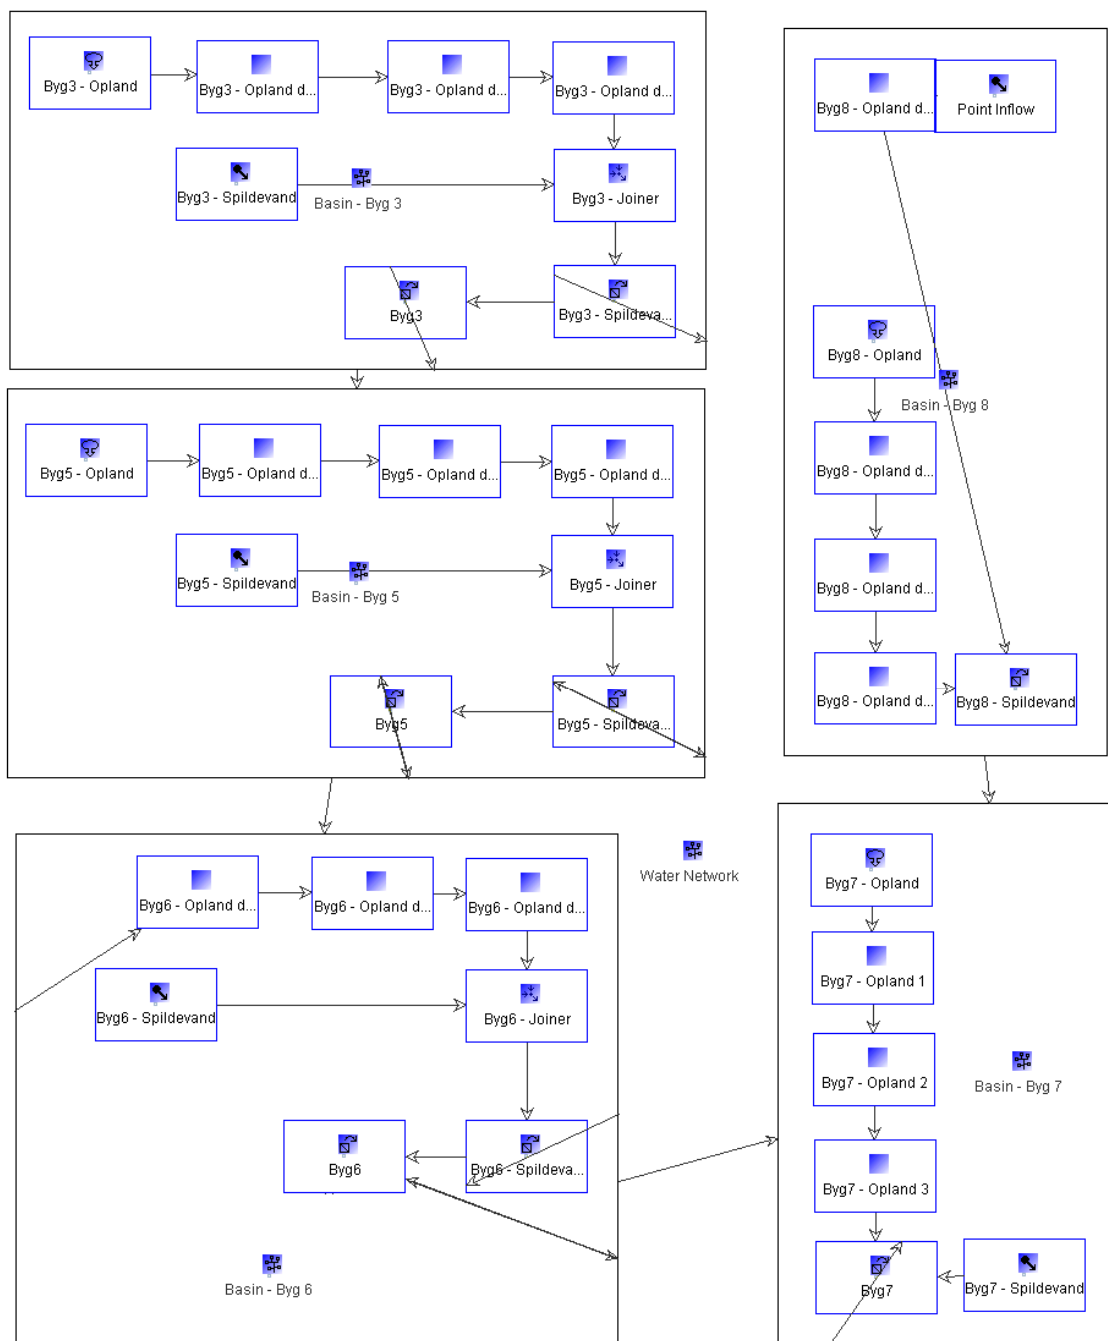 Byg3 - Opland
Byg3 - Opland d...
Byg3 - Opland d...
Byg3 - Opland d...
Byg3 - Spildevand
Basin - Byg 3
Byg3 - Joiner
Byg3
Byg3 - Spildeva...
Byg5 - Opland
Byg5 - Opland d...
Byg5 - Opland d...
Byg5 - Opland d...
Byg5 - Spildevand
Basin - Byg 5
Byg5 - Joiner
Byg5
Byg5 - Spildeva...
Byg6 - Opland d...
Byg6 - Opland d...
Byg6 - Opland d...
Byg6 - Spildevand
Byg6 - Joiner
Byg6
Byg6 - Spildeva...
Basin - Byg 6
Water Network
Byg8 - Opland d...
Point Inflow
Byg8 - Opland
Basin - Byg 8
Byg8 - Opland d...
Byg8 - Opland d...
Byg8 - Opland d...
Byg8 - Spildevand
Byg7 - Opland
Byg7 - Opland 1
Byg7 - Opland 2
Basin - Byg 7
Byg7 - Opland 3
Byg7
Byg7 - Spildevand